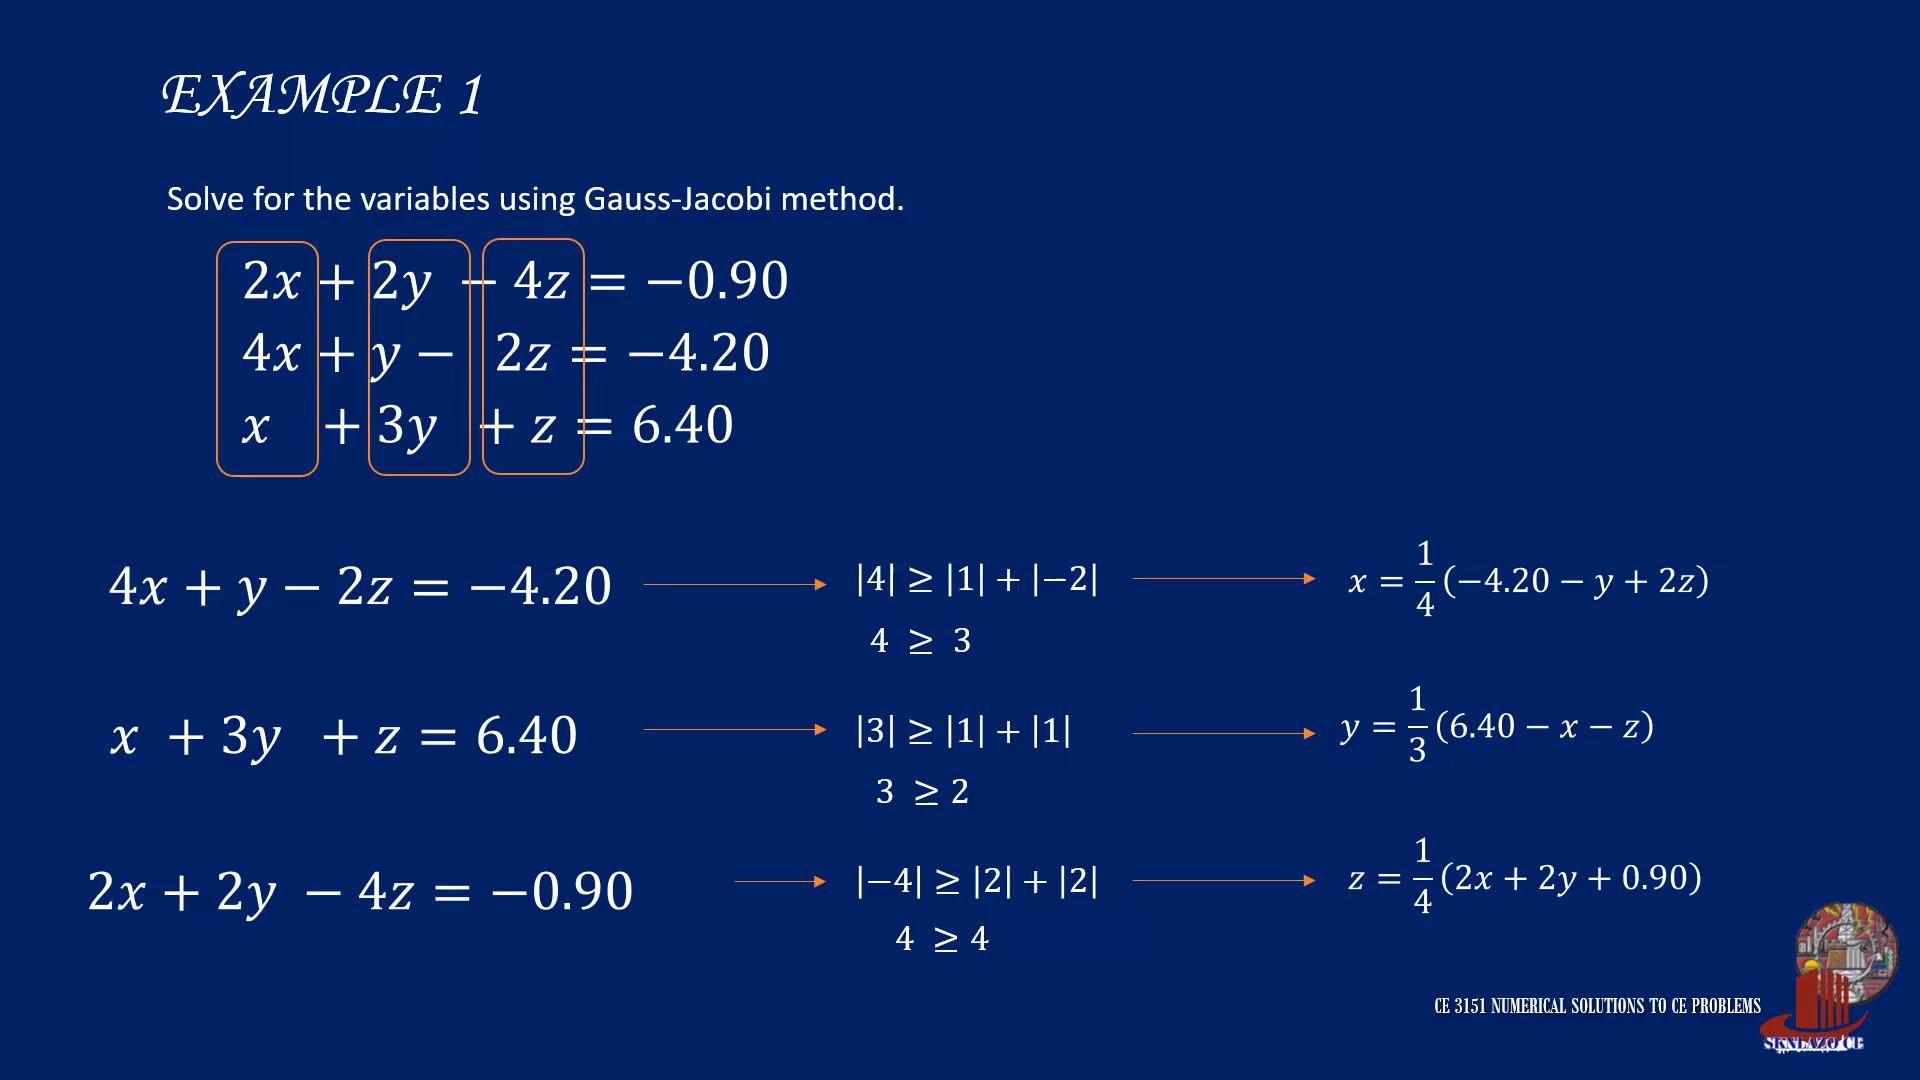 EXAMPLE 1
Solve for the variables using Gauss-Jacobi method.
2x + 2y − 4z = −0.90
4x + y − 2z = −4.20
x + 3y + z = 6.40
4x + y − 2z = −4.20
|4| ≥ |1| + |−2|
4 ≥ 3
x = 1/4 (−4.20 − y + 2z)
x + 3y + z = 6.40
|3| ≥ |1| + |1|
3 ≥ 2
y = 1/3 (6.40 − x − z)
2x + 2y − 4z = −0.90
|−4| ≥ |2| + |2|
4 ≥ 4
z = 1/4 (2x + 2y + 0.90)
CE 3151 NUMERICAL SOLUTIONS TO CE PROBLEMS